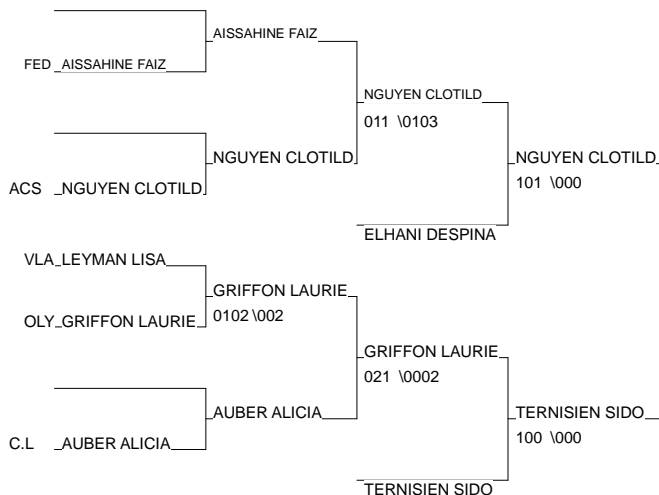 AISSAHINE FAIZ
FED AISSAHINE FAIZ
NGUYEN CLOTILD
011 \0103
NGUYEN CLOTILD
NGUYEN CLOTILD
101 \000
ACS NGUYEN CLOTILD
ELHANI DESPINA
VLA LEYMAN LISA
GRIFFON LAURIE
0102 \002
OLY GRIFFON LAURIE
GRIFFON LAURIE
021 \0002
AUBER ALICIA
TERNISIEN SIDO
100 \000
C.L AUBER ALICIA
TERNISIEN SIDO